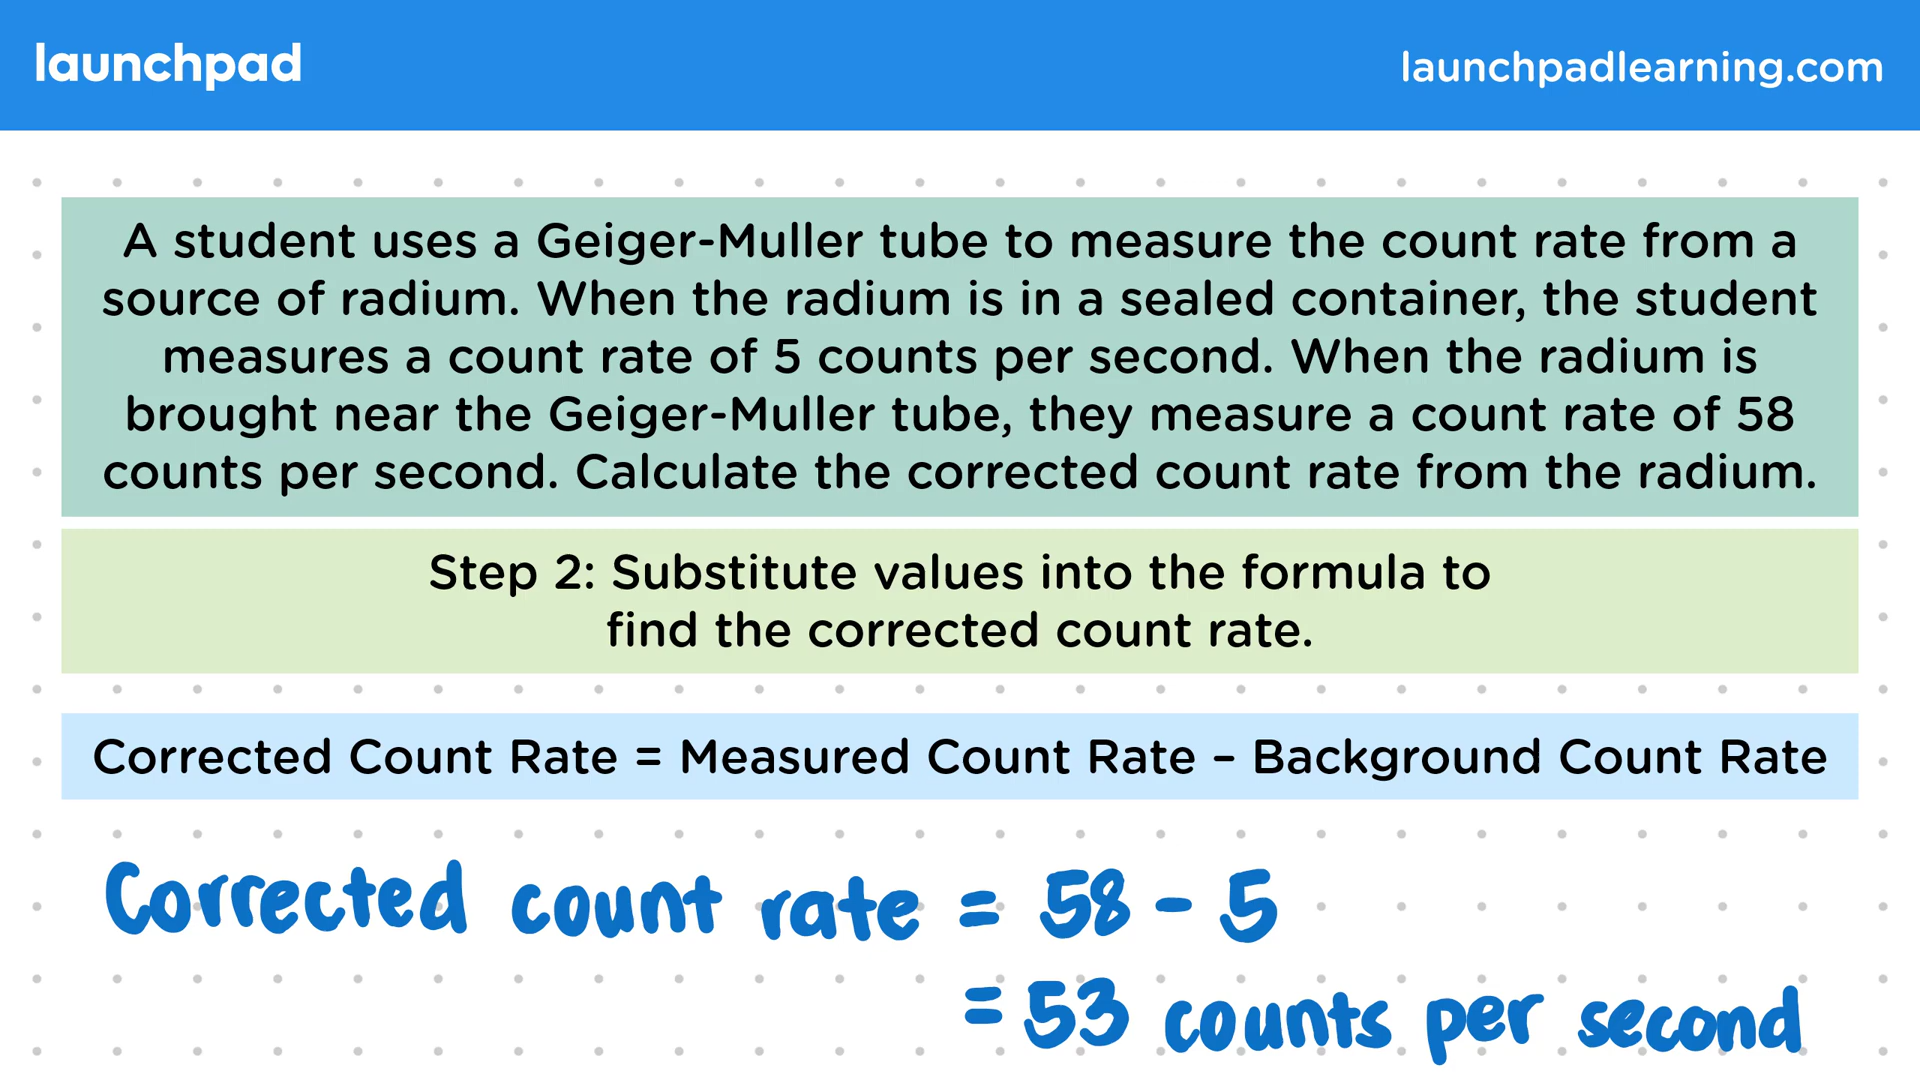 launchpad
launchpadlearning.com
A student uses a Geiger-Muller tube to measure the count rate from a
source of radium. When the radium is in a sealed container, the student
measures a count rate of 5 counts per second. When the radium is
brought near the Geiger-Muller tube, they measure a count rate of 58
counts per second. Calculate the corrected count rate from the radium.
Step 2: Substitute values into the formula to
find the corrected count rate.
Corrected Count Rate = Measured Count Rate – Background Count Rate
Corrected count rate = 58 - 5
= 53 counts per second